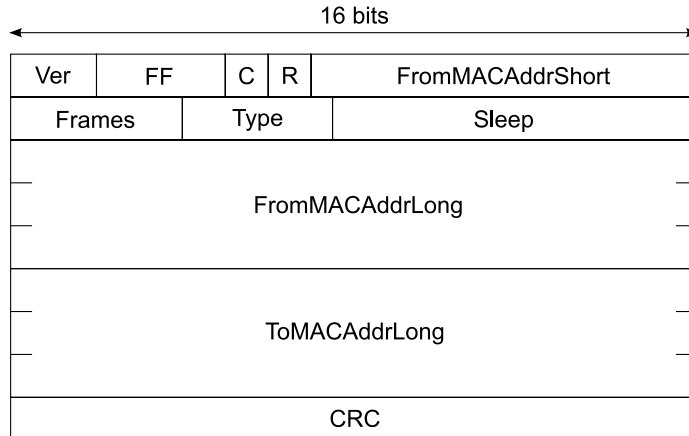 16 bits
Ver FF C R FromMACAddrShort
Frames Type Sleep
FromMACAddrLong
ToMACAddrLong
CRC